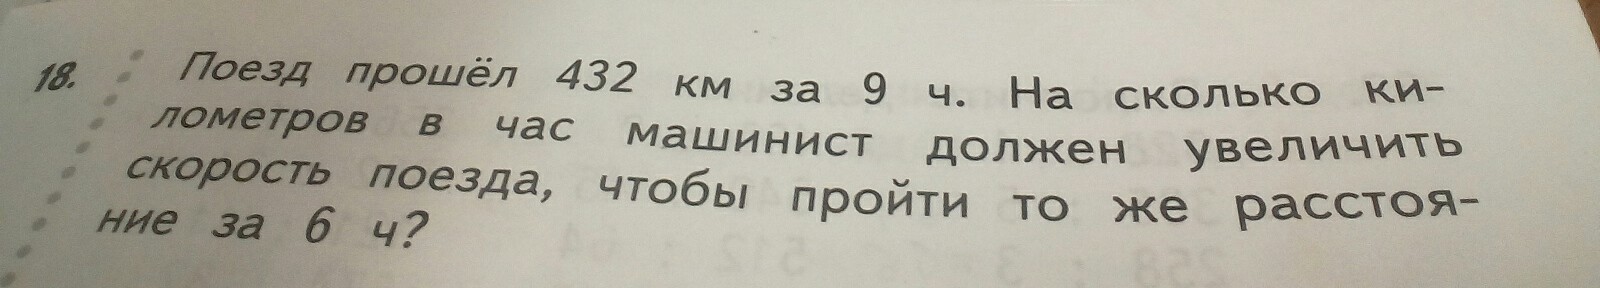 18. Поезд прошёл 432 км за 9 ч. На сколько ки-
лометров в час машинист должен увеличить
скорость поезда, чтобы пройти то же расстоя-
ние за 6 ч?